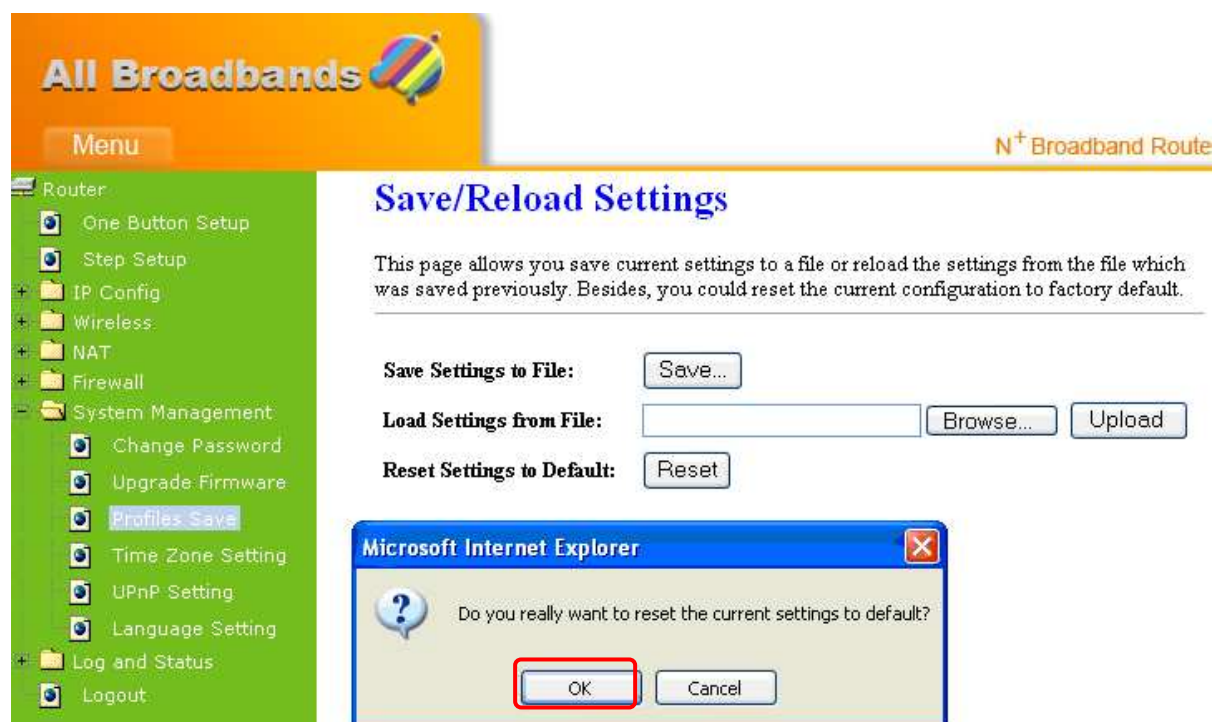 All Broadbands
Menu
N+ Broadband Route
Router
One Button Setup
Step Setup
IP Config
Wireless
NAT
Firewall
System Management
Change Password
Upgrade Firmware
Profiles Save
Time Zone Setting
UPnP Setting
Language Setting
Log and Status
Logout
Save/Reload Settings
This page allows you save current settings to a file or reload the settings from the file which
was saved previously. Besides, you could reset the current configuration to factory default.
Save Settings to File: Save...
Load Settings from File: Browse... Upload
Reset Settings to Default: Reset
Microsoft Internet Explorer
Do you really want to reset the current settings to default?
OK Cancel